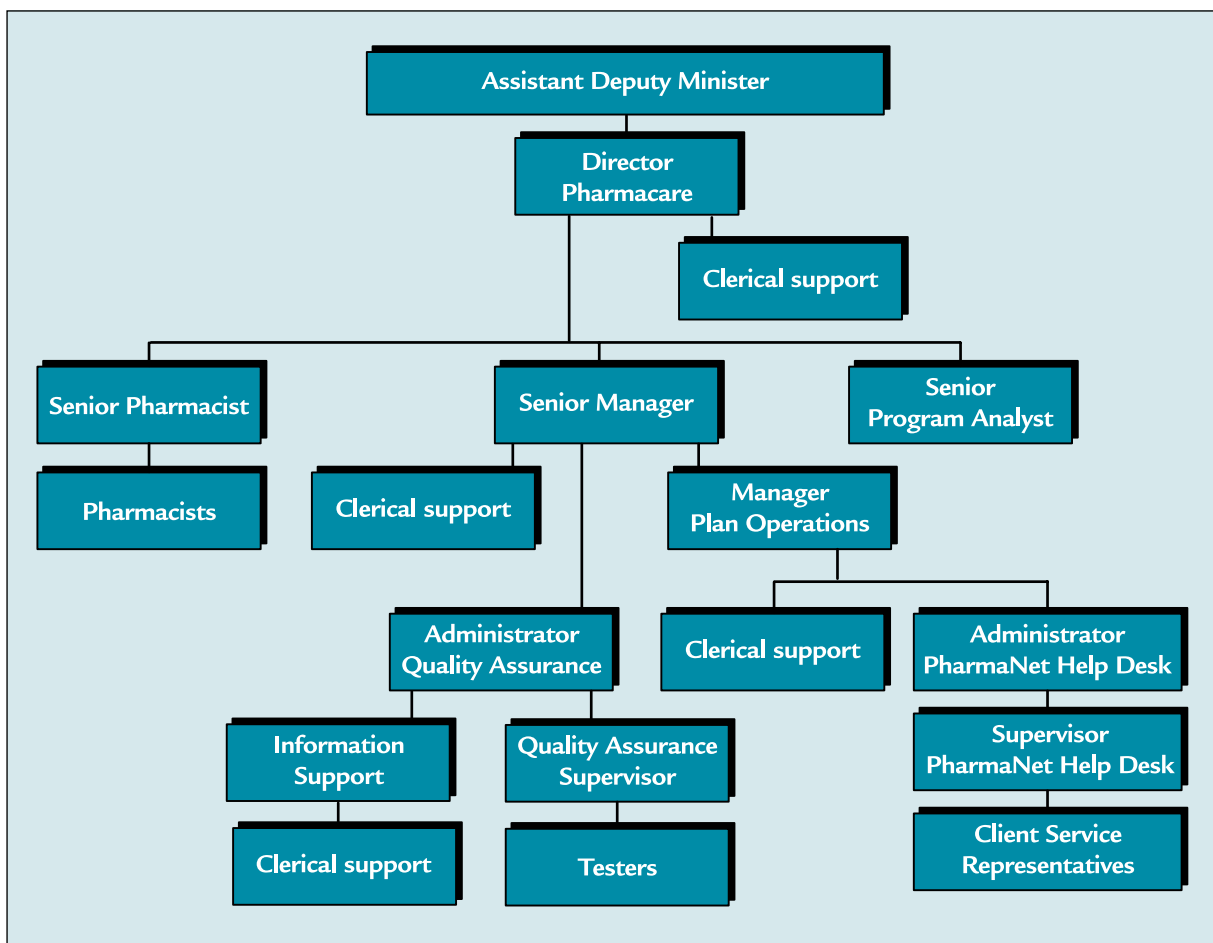 Assistant Deputy Minister
Director
Pharmacare
Clerical support
Senior Pharmacist
Senior Manager
Senior
Program Analyst
Pharmacists
Clerical support
Manager
Plan Operations
Administrator
Quality Assurance
Clerical support
Administrator
PharmaNet Help Desk
Information
Support
Quality Assurance
Supervisor
Supervisor
PharmaNet Help Desk
Clerical support
Testers
Client Service
Representatives